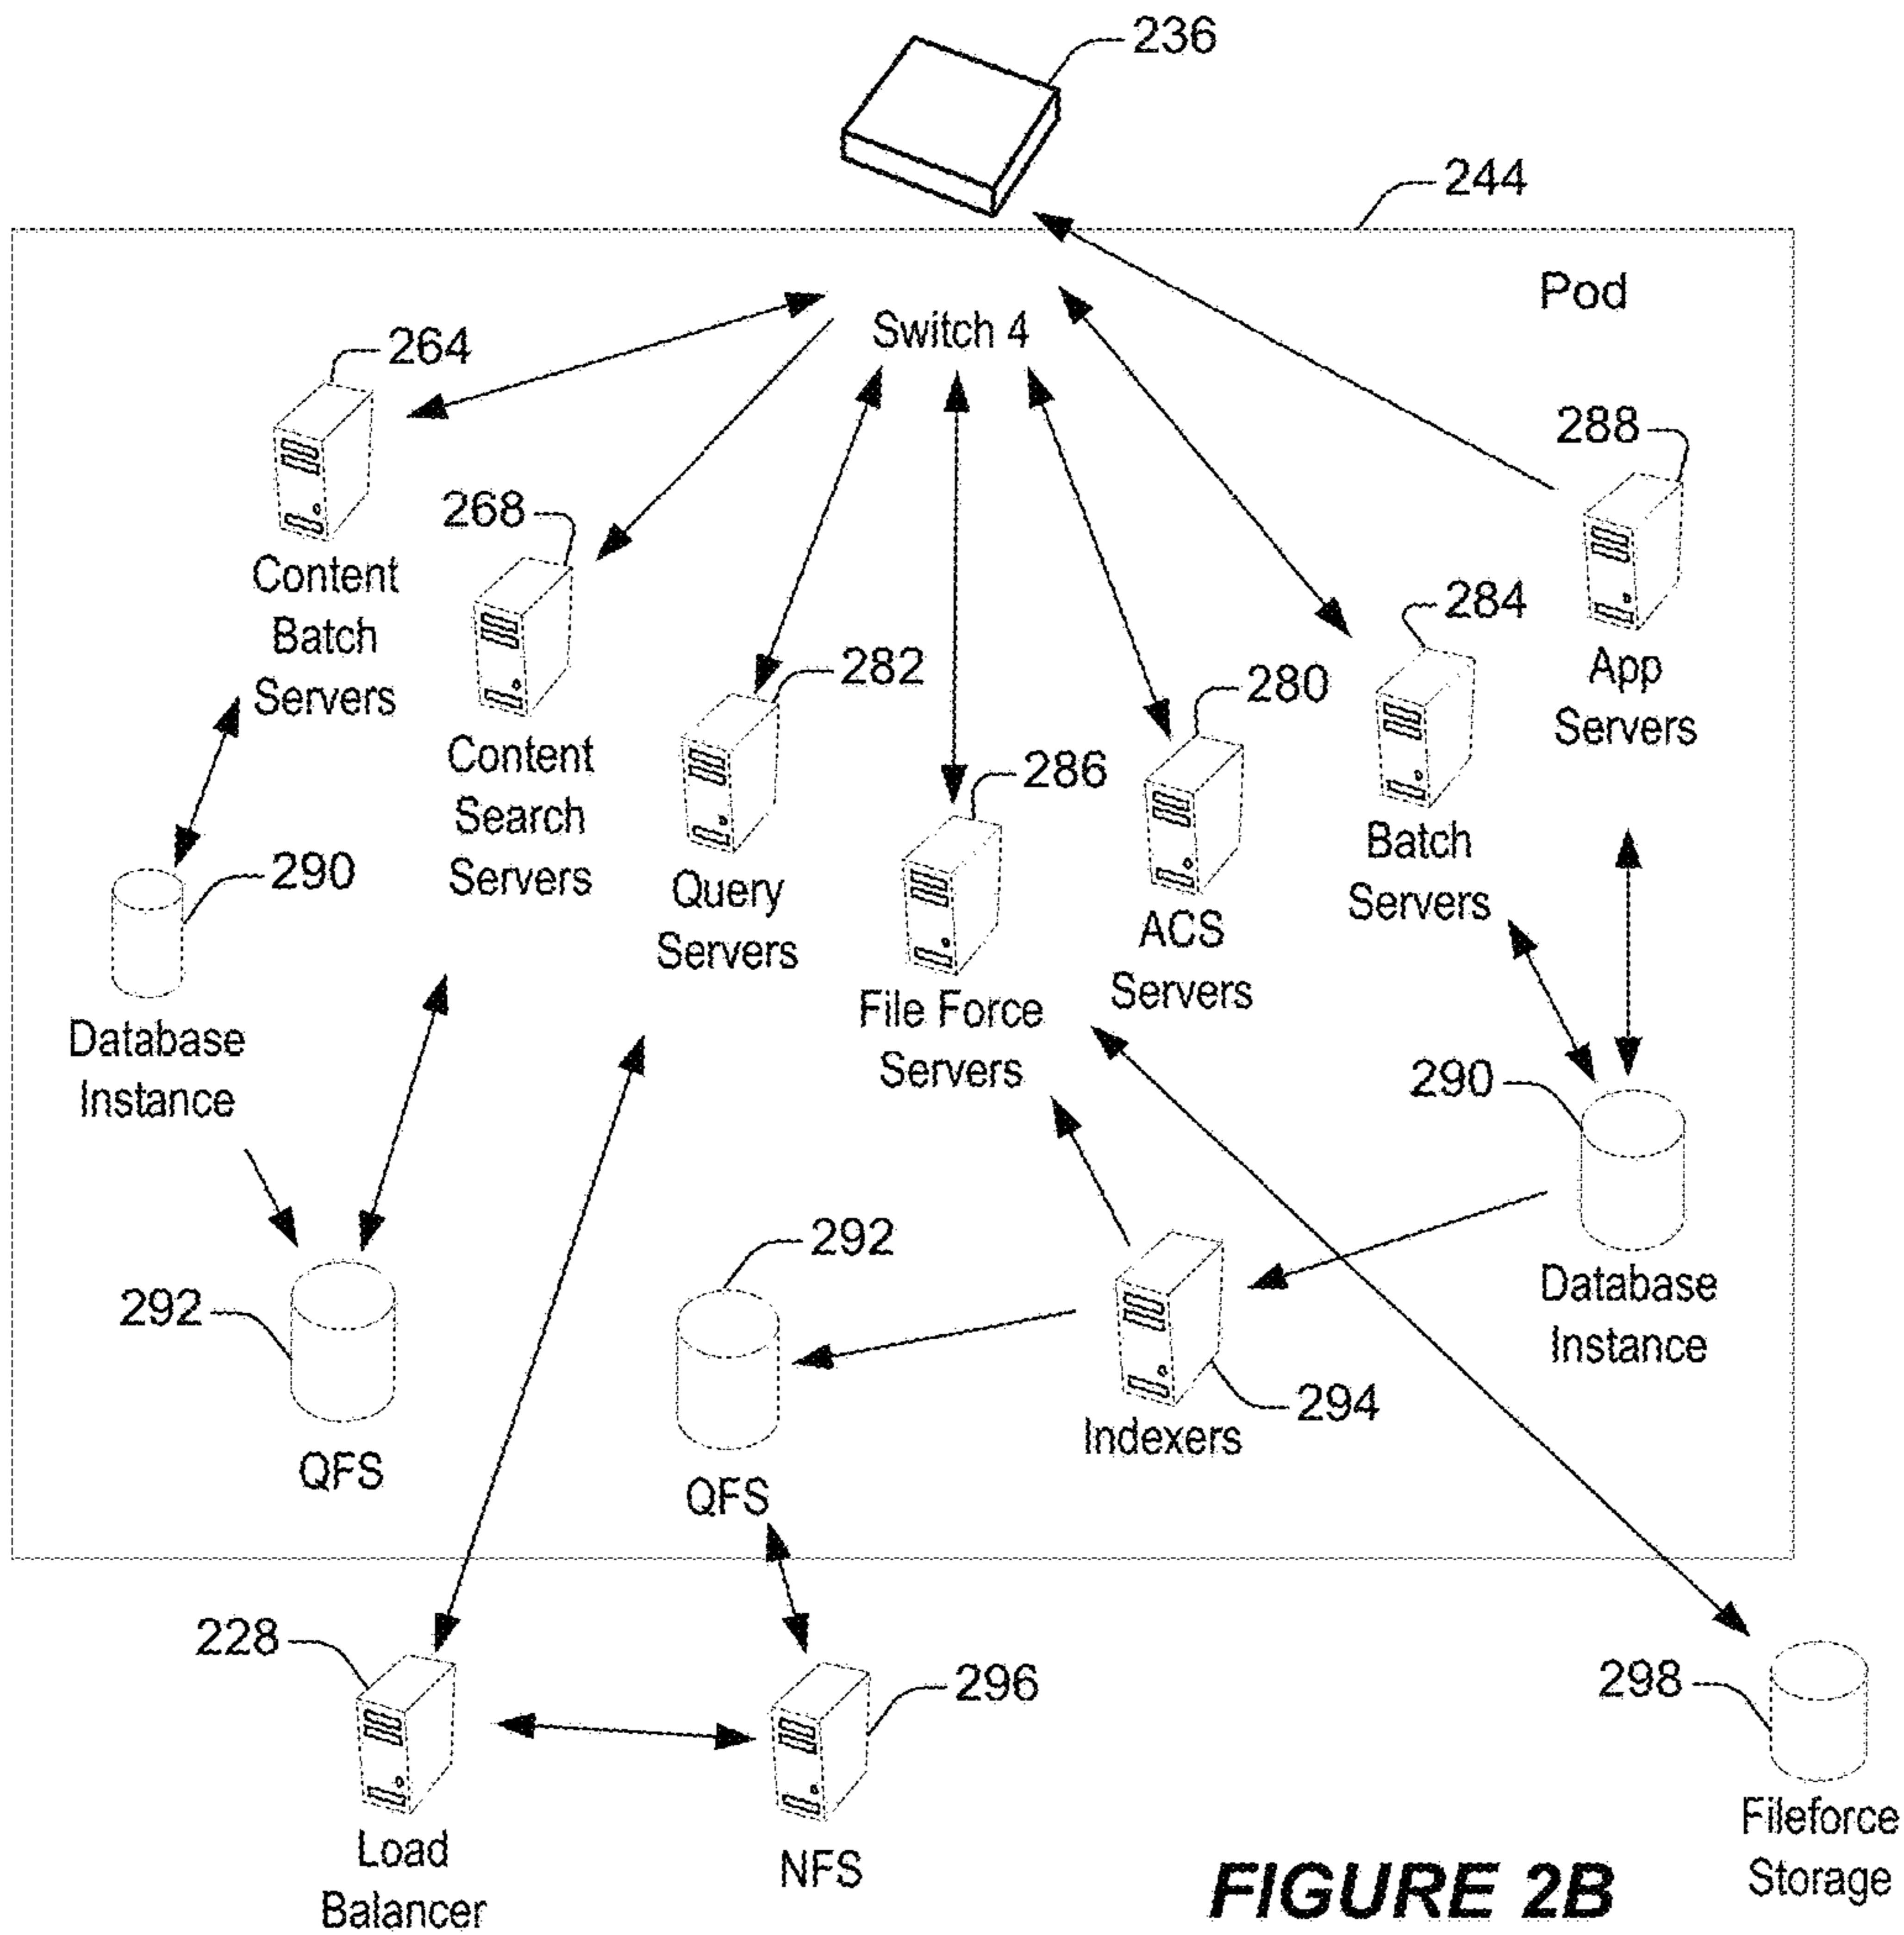 236
244
Pod
Switch 4
264
288
268
Content
Batch
Servers
284
App
Servers
282
280
Content
Search
Servers
286
Batch
Servers
290
Query
Servers
ACS
Servers
File Force
Servers
Database
Instance
290
292
292
Database
Instance
294
Indexers
QFS
QFS
228
296
298
Load
Balancer
NFS
Fileforce
Storage
FIGURE 2B